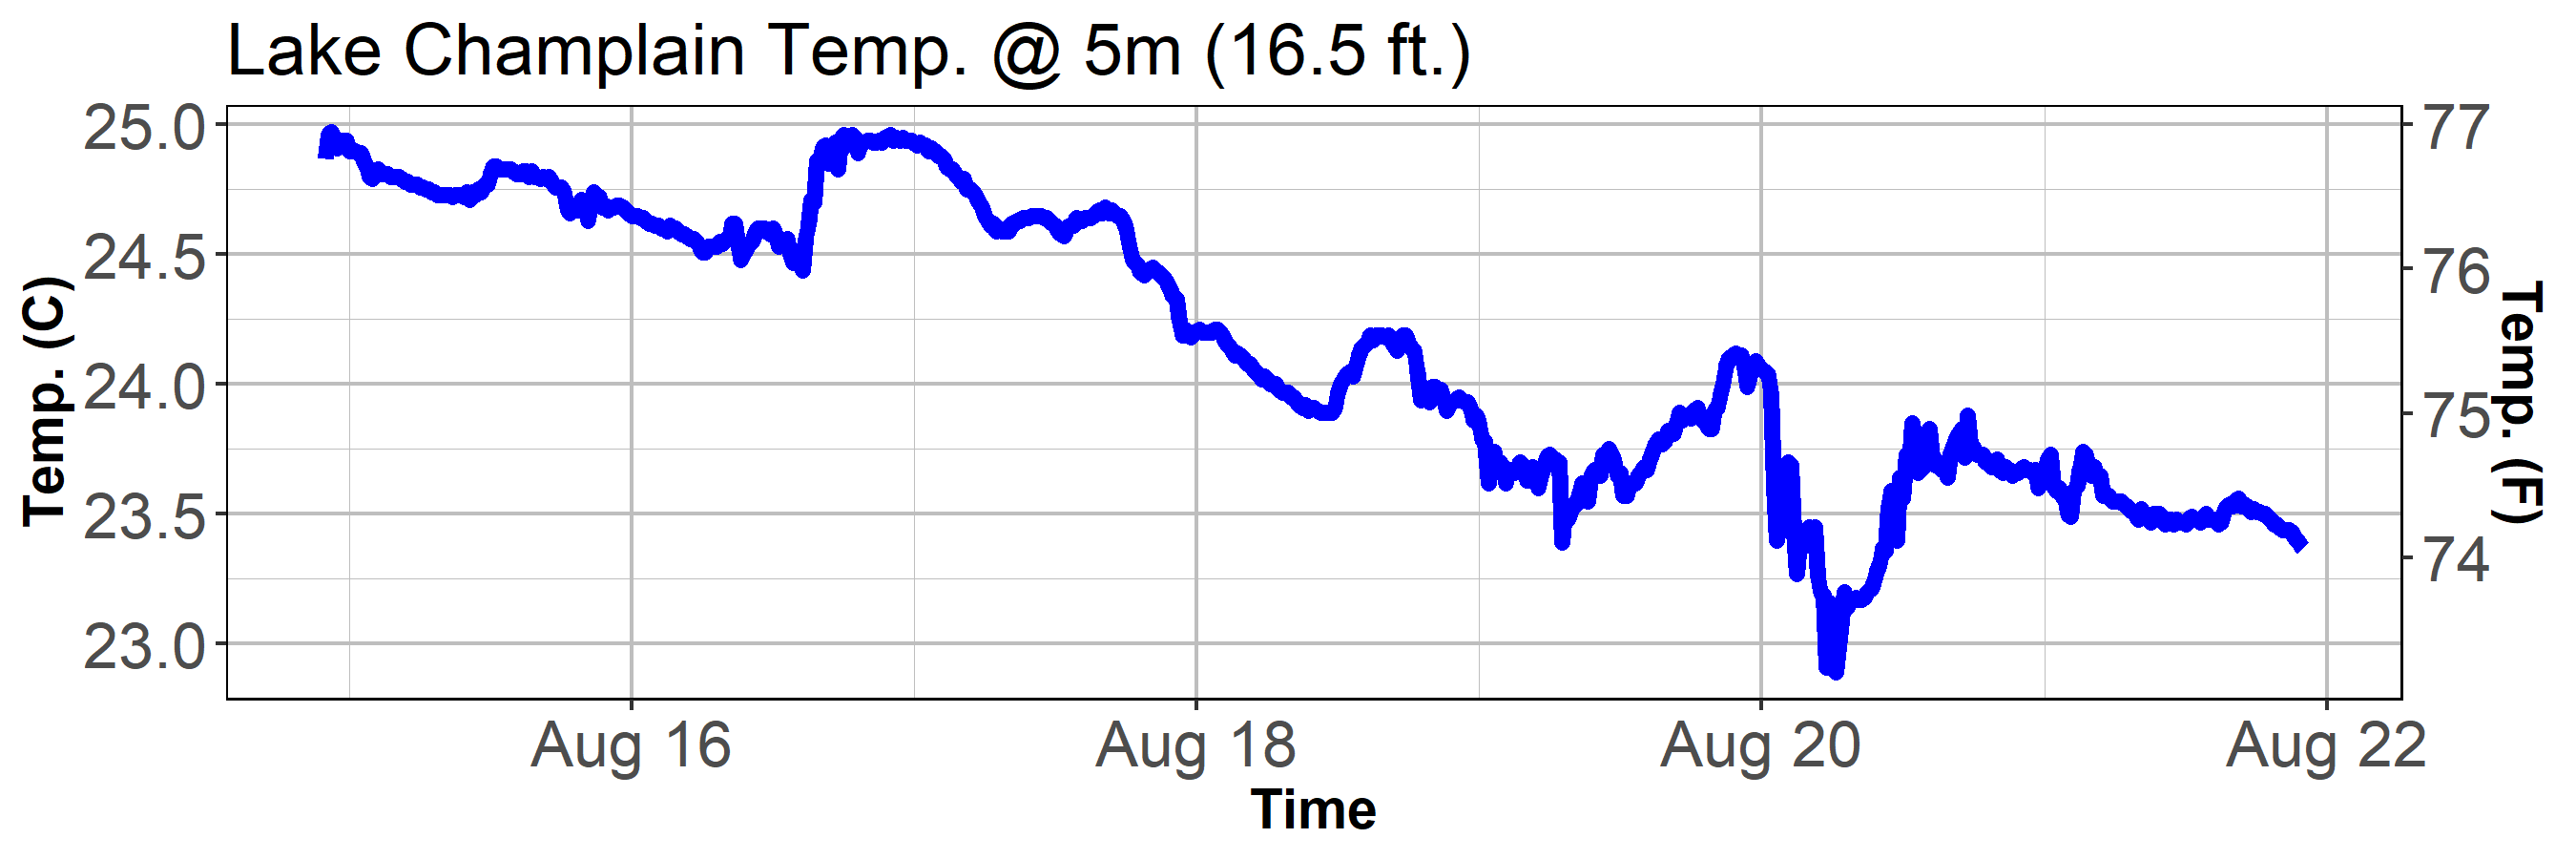 Lake Champlain Temp. @ 5m (16.5 ft.)
25.0
24.5
24.0
23.5
23.0
Temp. (C)
77
76
75
74
Temp. (F)
Aug 16 Aug 18 Aug 20 Aug 22
Time